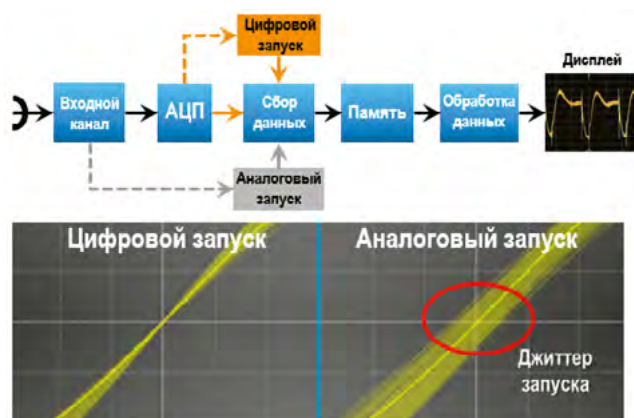 Цифровой
запуск
Дисплей
Входной
канал
АЦП
Сбор
данных
Память
Обработка
данных
Аналоговый
запуск
Цифровой запуск
Аналоговый запуск
Джиттер
запуска